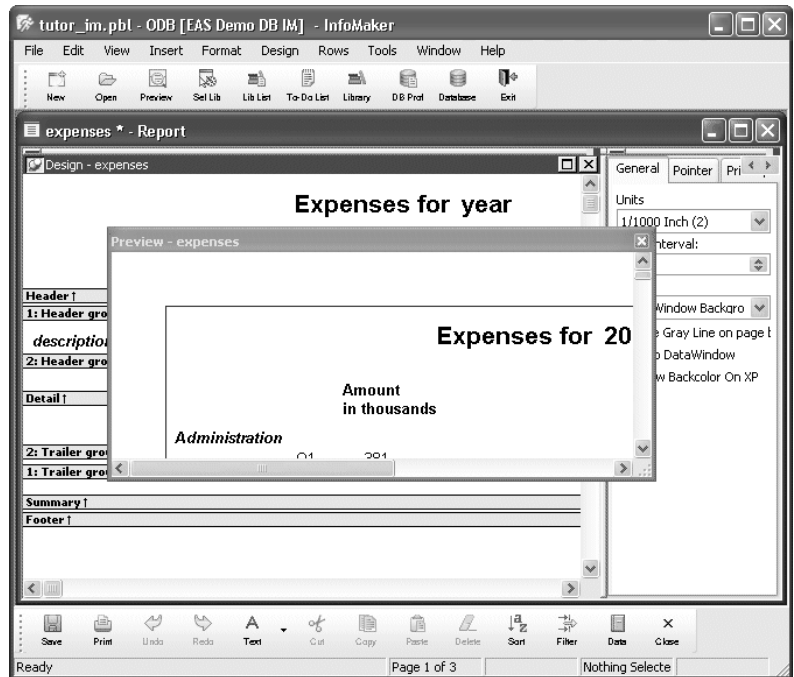 tutor_im.pbl - ODB [EAS Demo DB IM] - InfoMaker
File Edit View Insert Format Design Rows Tools Window Help
New Open Preview Sel Lib Lib List To-Do List Library DB Prof Database Exit
expenses * - Report
Design - expenses
General Pointer Pri
Expenses for year
Units
1/1000 Inch (2)
Preview - expenses
nterval:
Header ↑
1: Header gro
Window Backgro
Expenses for 20
e Gray Line on page b
description
o DataWindow
2: Header gro
w Backcolor On XP
Amount
in thousands
Detail ↑
Administration
2: Trailer grou
Q1 381
1: Trailer grou
Summary ↑
Footer ↑
Save Print Undo Redo Text Cut Copy Paste Delete Sort Filter Data Close
Ready Page 1 of 3 Nothing Selecte